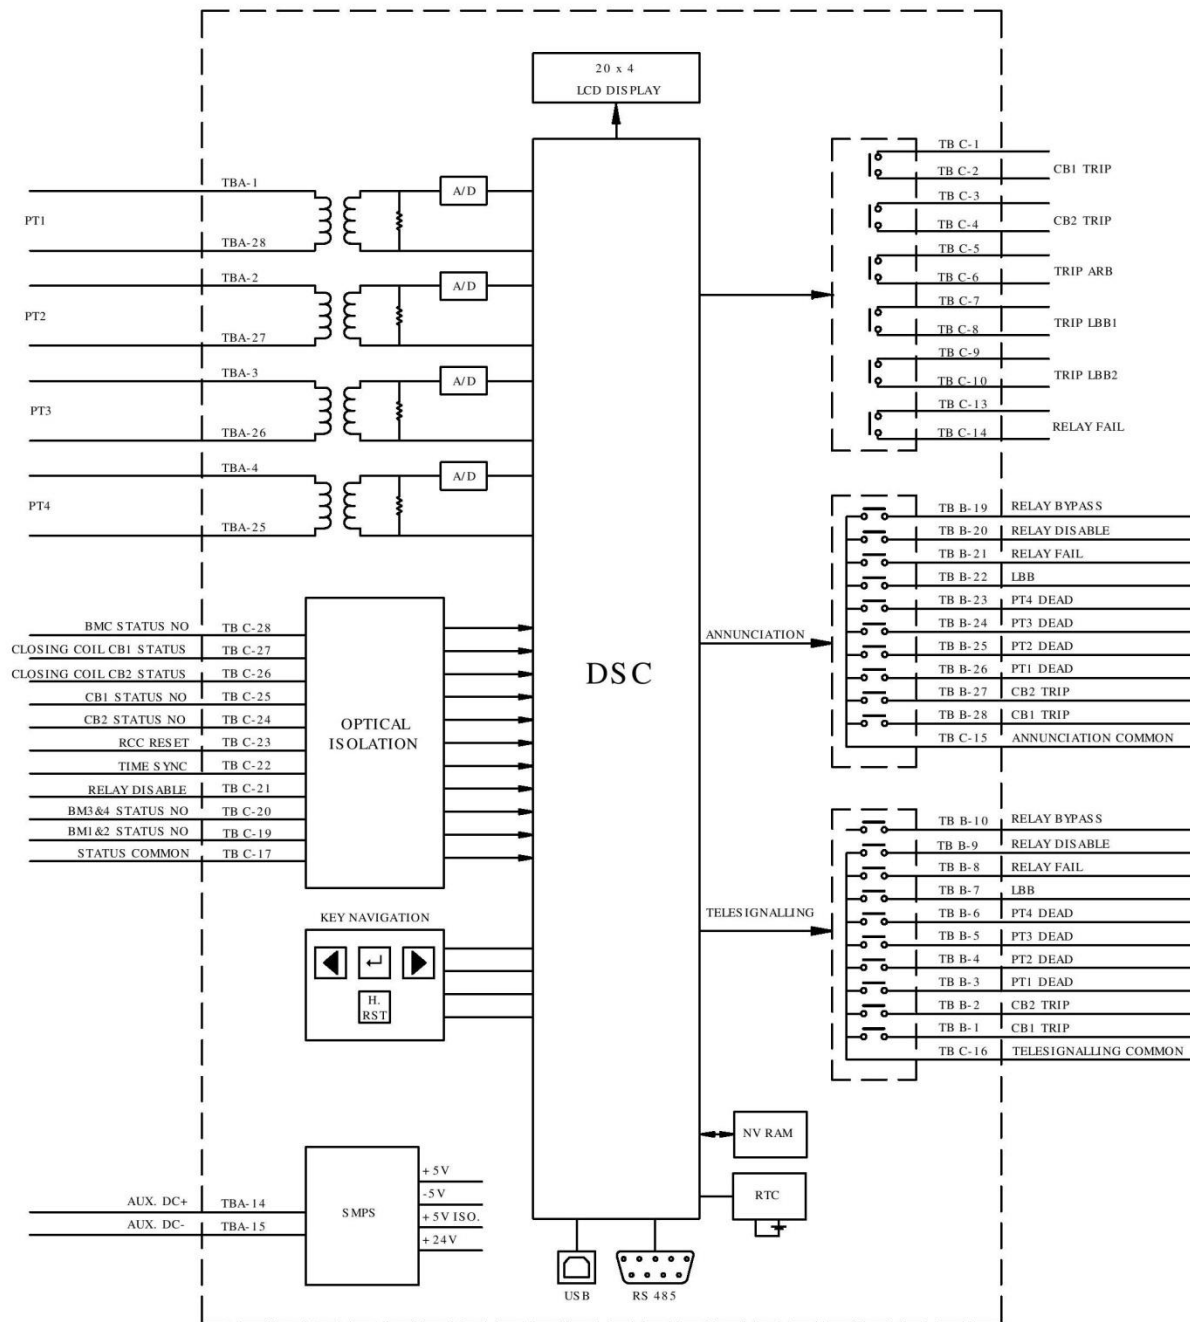 20 x 4
LCD DISPLAY
TBA-1
A/D
PT1
TBA-28
TBA-2
A/D
PT2
TBA-27
TBA-3
A/D
PT3
TBA-26
TBA-4
A/D
PT4
TBA-25
BMC STATUS NO TB C-28
CLOSING COIL CB1 STATUS TB C-27
CLOSING COIL CB2 STATUS TB C-26
CB1 STATUS NO TB C-25
CB2 STATUS NO TB C-24
RCC RESET TB C-23
TIME SYNC TB C-22
RELAY DISABLE TB C-21
BM3&4 STATUS NO TB C-20
BM1&2 STATUS NO TB C-19
STATUS COMMON TB C-17
OPTICAL
ISOLATION
KEY NAVIGATION
H.
RST
AUX. DC+ TBA-14
AUX. DC- TBA-15
SMPS
+5V
-5V
+5V ISO.
+24V
DSC
USB
RS 485
NV RAM
RTC
TB C-1
TB C-2
CB1 TRIP
TB C-3
TB C-4
CB2 TRIP
TB C-5
TB C-6
TRIP ARB
TB C-7
TB C-8
TRIP LBB1
TB C-9
TB C-10
TRIP LBB2
TB C-13
TB C-14
RELAY FAIL
ANNUNCIATION
TB B-19 RELAY BYPASS
TB B-20 RELAY DISABLE
TB B-21 RELAY FAIL
TB B-22 LBB
TB B-23 PT4 DEAD
TB B-24 PT3 DEAD
TB B-25 PT2 DEAD
TB B-26 PT1 DEAD
TB B-27 CB2 TRIP
TB B-28 CB1 TRIP
TB C-15 ANNUNCIATION COMMON
TELESIGNALLING
TB B-10 RELAY BYPASS
TB B-9 RELAY DISABLE
TB B-8 RELAY FAIL
TB B-7 LBB
TB B-6 PT4 DEAD
TB B-5 PT3 DEAD
TB B-4 PT2 DEAD
TB B-3 PT1 DEAD
TB B-2 CB2 TRIP
TB B-1 CB1 TRIP
TB C-16 TELESIGNALLING COMMON